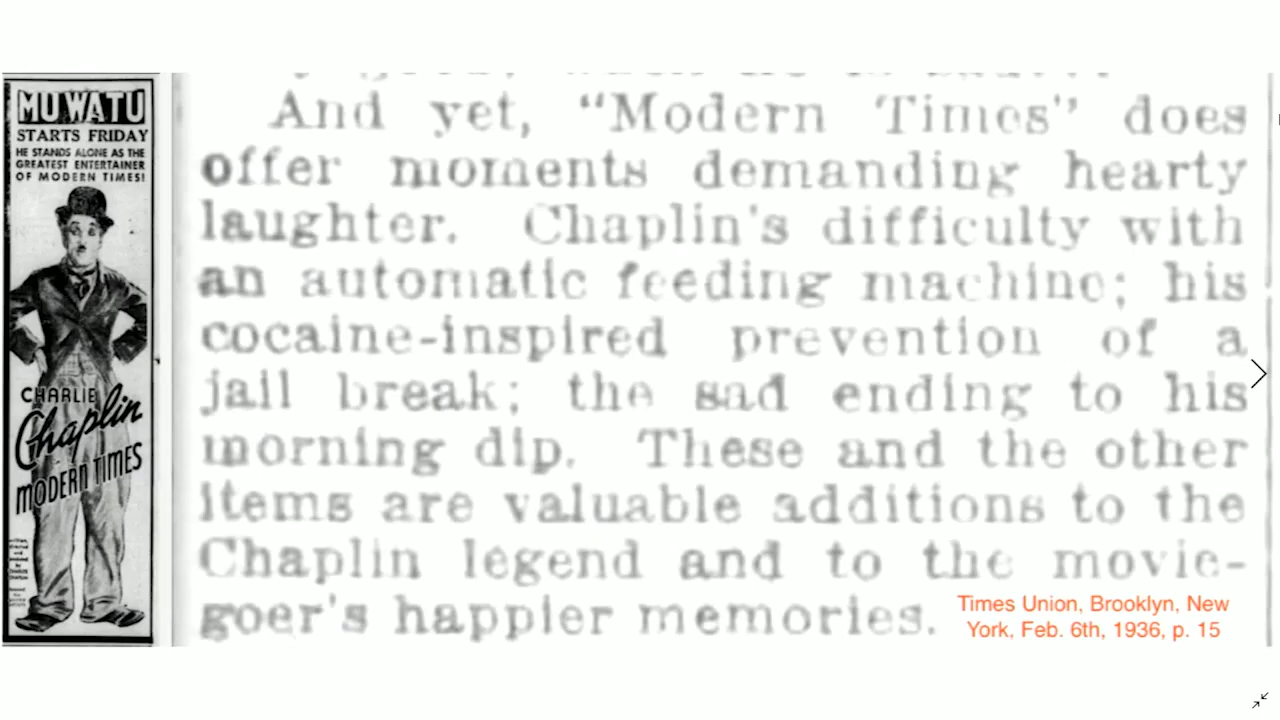 MUWATU
STARTS FRIDAY
HE STANDS ALONE AS THE
GREATEST ENTERTAINER
OF MODERN TIMES!
CHARLIE
Chaplin
MODERN TIMES
And yet, "Modern Times" does
offer moments demanding hearty
laughter. Chaplin's difficulty with
an automatic feeding machine; his
cocaine-inspired prevention of a
jail break; the sad ending to his
morning dip. These and the other
items are valuable additions to the
Chaplin legend and to the movie-
goer's happier memories.
Times Union, Brooklyn, New
York, Feb. 6th, 1936, p. 15